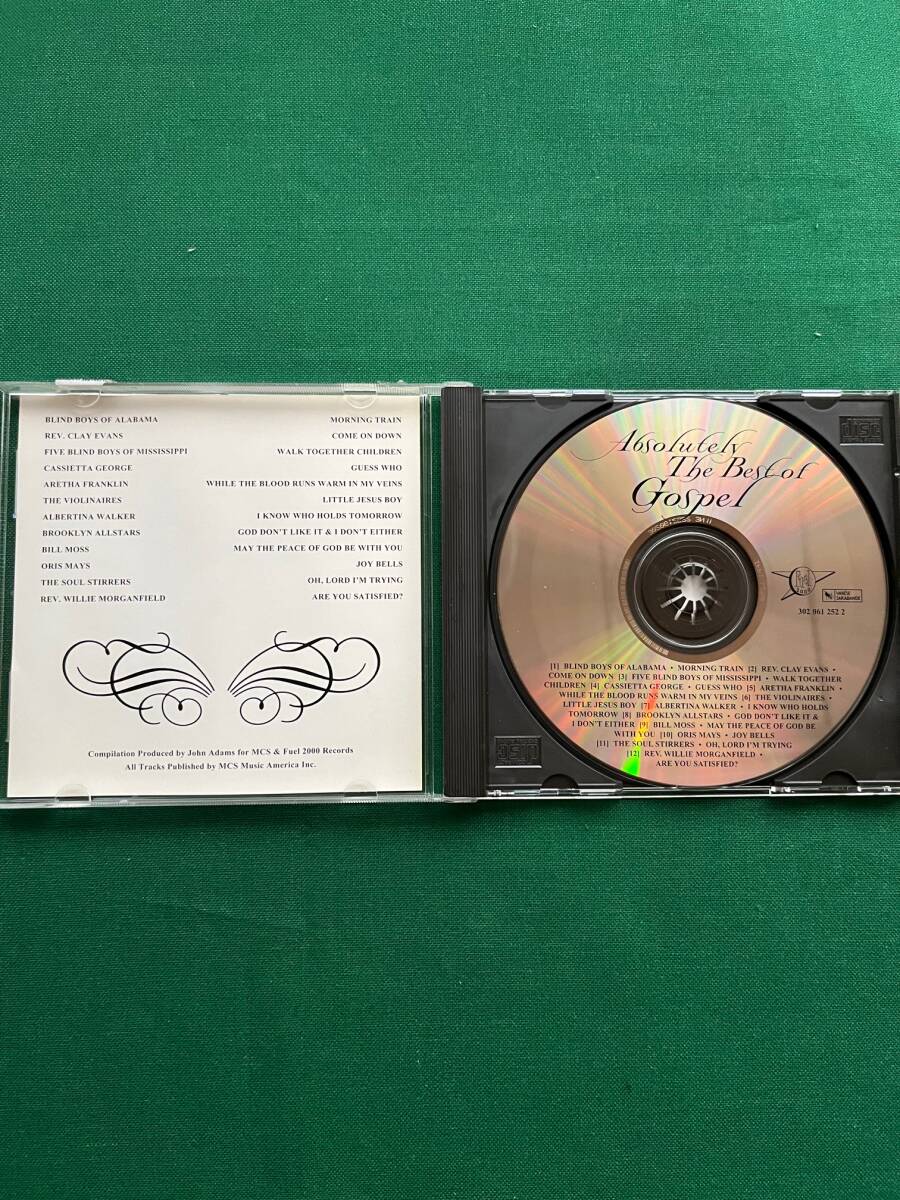 BLIND BOYS OF ALABAMA MORNING TRAIN
REV. CLAY EVANS COME ON DOWN
FIVE BLIND BOYS OF MISSISSIPPI WALK TOGETHER CHILDREN
CASSIETTA GEORGE GUESS WHO
ARETHA FRANKLIN WHILE THE BLOOD RUNS WARM IN MY VEINS
THE VIOLINAIRES LITTLE JESUS BOY
ALBERTINA WALKER I KNOW WHO HOLDS TOMORROW
BROOKLYN ALLSTARS GOD DON'T LIKE IT & I DON'T EITHER
BILL MOSS MAY THE PEACE OF GOD BE WITH YOU
ORIS MAYS JOY BELLS
THE SOUL STIRRERS OH, LORD I'M TRYING
REV. WILLIE MORGANFIELD ARE YOU SATISFIED?
Compilation Produced by John Adams for MCS & Fuel 2000 Records
All Tracks Published by MCS Music America Inc.
Absolutely
The Best of
Gospel
VARÈSE
SARABANDE
302 061 252 2
[1] BLIND BOYS OF ALABAMA • MORNING TRAIN [2] REV. CLAY EVANS •
COME ON DOWN [3] FIVE BLIND BOYS OF MISSISSIPPI • WALK TOGETHER
CHILDREN [4] CASSIETTA GEORGE • GUESS WHO [5] ARETHA FRANKLIN •
WHILE THE BLOOD RUNS WARM IN MY VEINS [6] THE VIOLINAIRES •
LITTLE JESUS BOY [7] ALBERTINA WALKER • I KNOW WHO HOLDS
TOMORROW [8] BROOKLYN ALLSTARS • GOD DON'T LIKE IT &
I DON'T EITHER [9] BILL MOSS • MAY THE PEACE OF GOD BE
WITH YOU [10] ORIS MAYS • JOY BELLS
[11] THE SOUL STIRRERS • OH, LORD I'M TRYING
[12] REV. WILLIE MORGANFIELD •
ARE YOU SATISFIED?
disc
disc